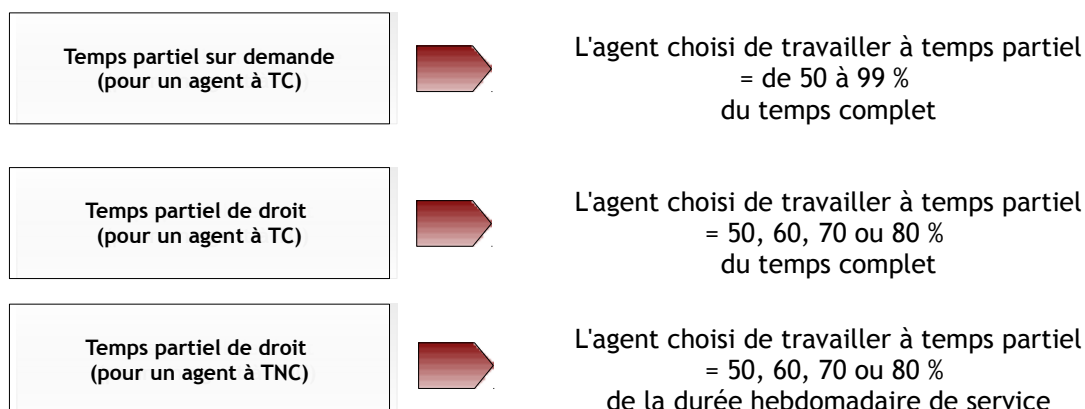 Temps partiel sur demande
(pour un agent à TC)
L'agent choisi de travailler à temps partiel
= de 50 à 99 %
du temps complet
Temps partiel de droit
(pour un agent à TC)
L'agent choisi de travailler à temps partiel
= 50, 60, 70 ou 80 %
du temps complet
Temps partiel de droit
(pour un agent à TNC)
L'agent choisi de travailler à temps partiel
= 50, 60, 70 ou 80 %
de la durée hebdomadaire de service